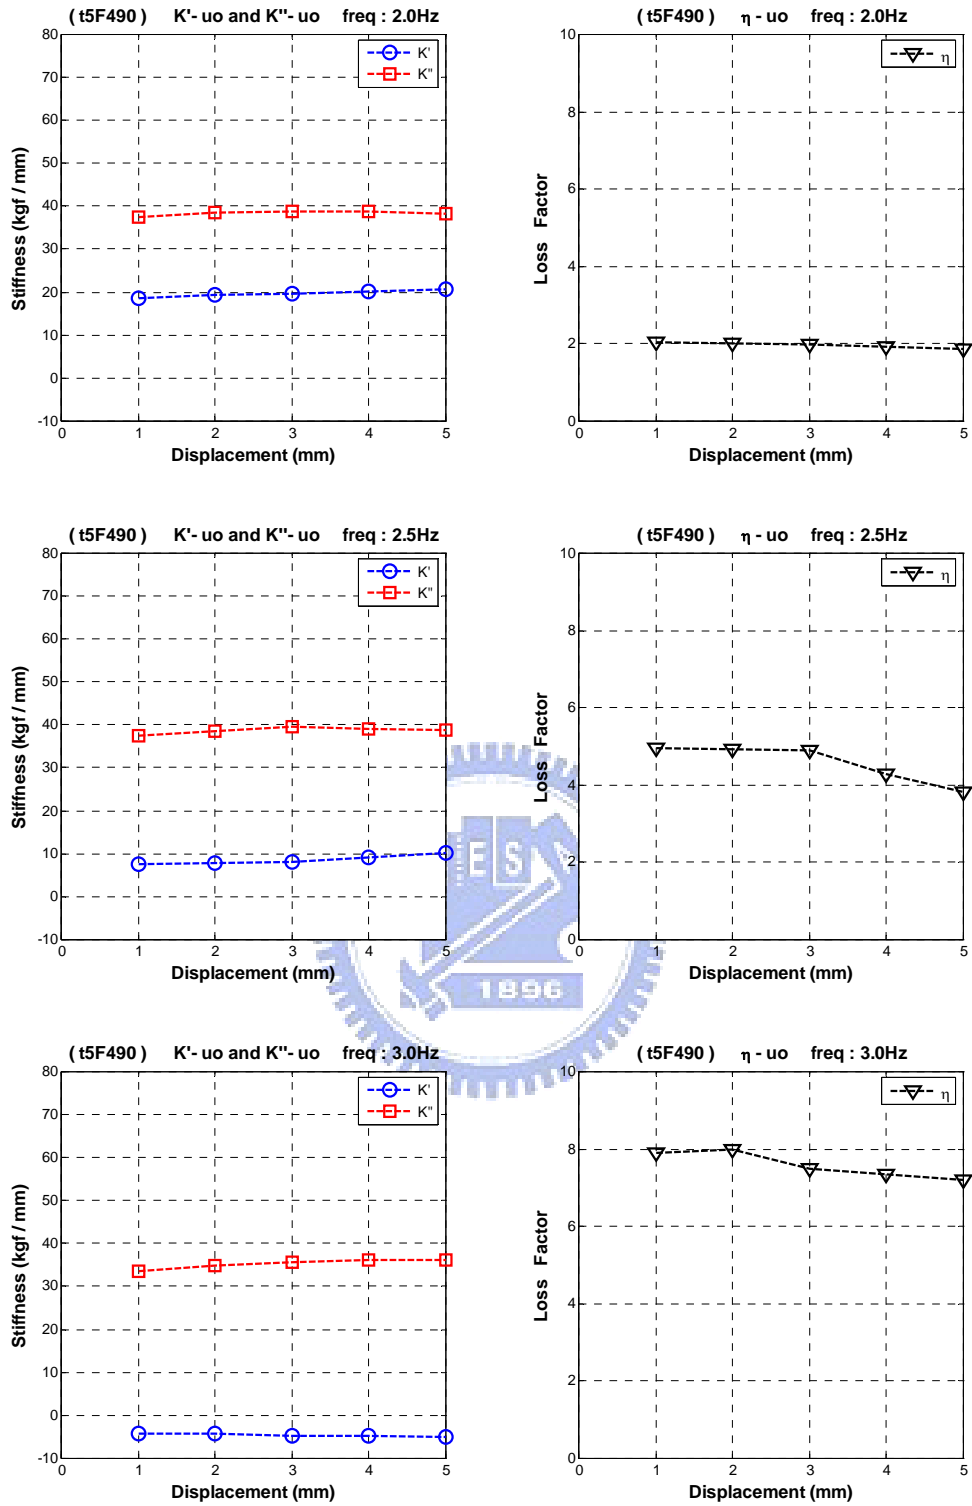 ( t5F490 ) K'- uo and K"- uo freq : 2.0Hz
80
70
60
50
40
30
20
10
0
-10
Stiffness (kgf / mm)
K'
K"
0 1 2 3 4 5
Displacement (mm)
(t5F490 ) η - uo freq : 2.0Hz
10
8
6
4
2
0
Loss Factor
η
0 1 2 3 4 5
Displacement (mm)
( t5F490 ) K'- uo and K"- uo freq : 2.5Hz
80
70
60
50
40
30
20
10
0
-10
Stiffness (kgf / mm)
K'
K"
0 1 2 3 4 5
Displacement (mm)
(t5F490 ) η - uo freq : 2.5Hz
10
8
6
4
2
0
Loss Factor
η
0 1 2 3 4 5
Displacement (mm)
E S
1896
( t5F490 ) K'- uo and K"- uo freq : 3.0Hz
80
70
60
50
40
30
20
10
0
-10
Stiffness (kgf / mm)
K'
K"
0 1 2 3 4 5
Displacement (mm)
(t5F490 ) η - uo freq : 3.0Hz
10
8
6
4
2
0
Loss Factor
η
0 1 2 3 4 5
Displacement (mm)